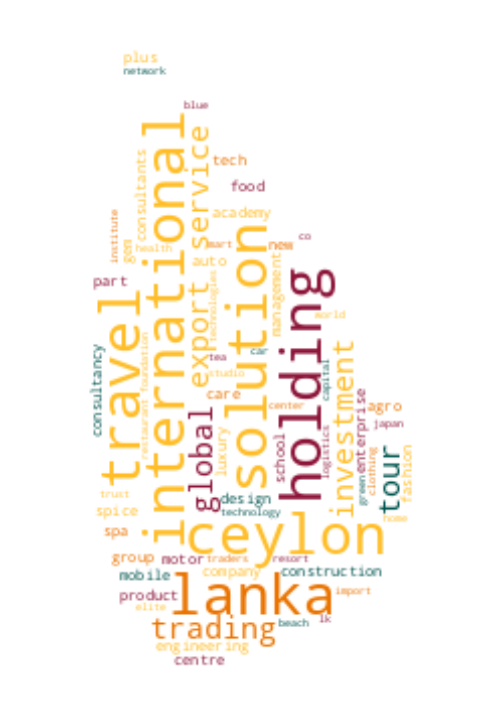 plus
network
blue
international
service
consultants
tech
food
institute
gem
academy
health
mart
new
co
solution
auto
management
holding
export
technologies
part
travel
world
tea
car
consultancy
restaurant
foundation
studio
capital
investment
care
global
luxury
center
enterprise
agro
school
logistics
japan
tour
green
clothing
fashion
trust
design
spice
technology
home
ceylon
spa
group
motor
traders
resort
mobile
company
construction
lanka
product
import
elite
trading
beach
lk
engineering
centre